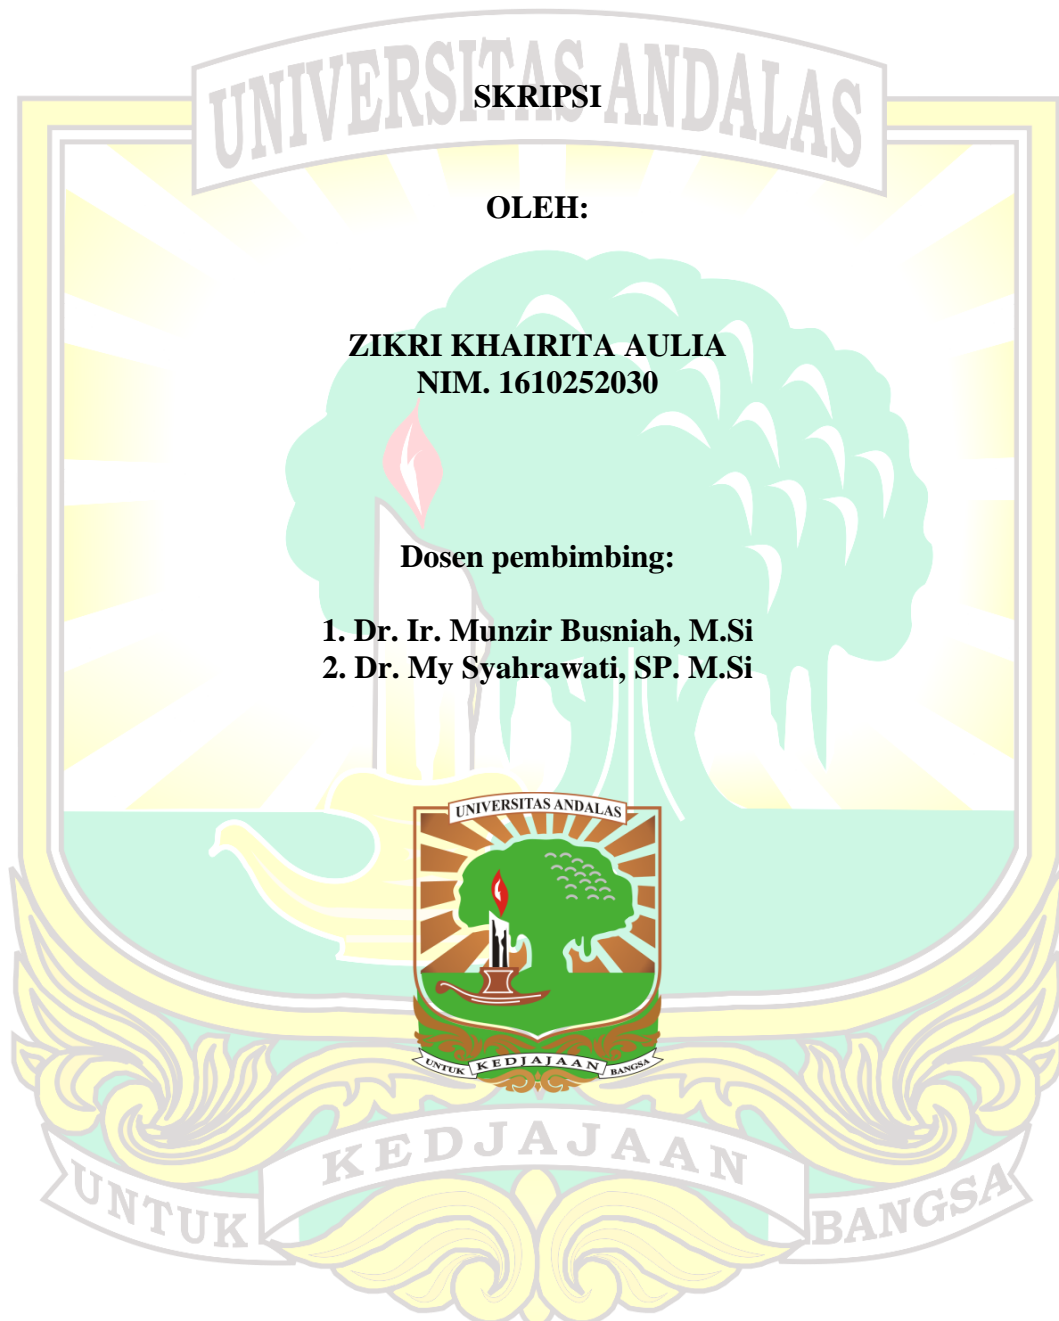 UNIVERSITAS ANDALAS
SKRIPSI
OLEH:
ZIKRI KHAIRITA AULIA
NIM. 1610252030
Dosen pembimbing:
1. Dr. Ir. Munzir Busniah, M.Si
2. Dr. My Syahrawati, SP. M.Si
UNIVERSITAS ANDALAS
UNTUK KEDJAJAAN BANGSA
UNTUK KEDJAJAAN BANGSA